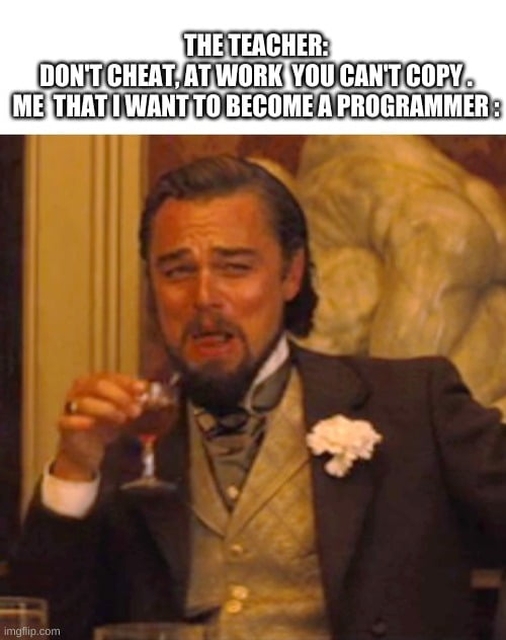 THE TEACHER:
DON'T CHEAT, AT WORK YOU CAN'T COPY .
ME THAT I WANT TO BECOME A PROGRAMMER :
imgflip.com